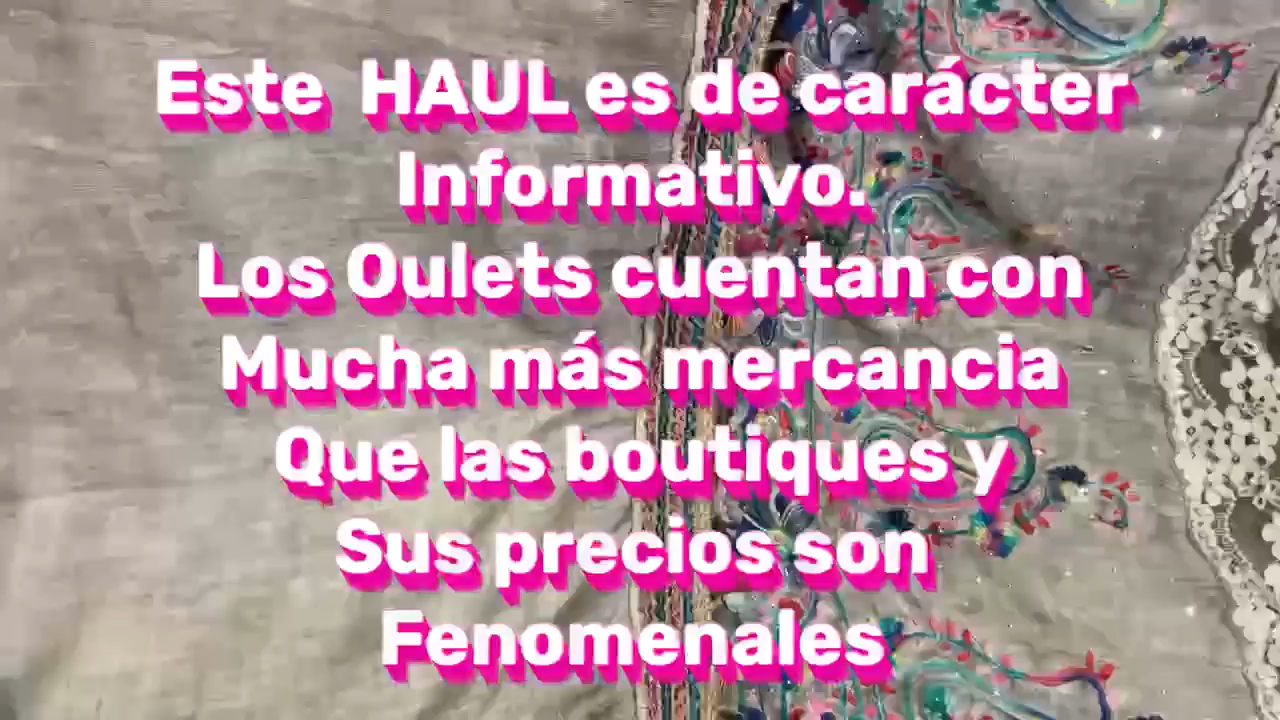 Este HAUL es de carácter
Informativo.
Los Oulets cuentan con
Mucha más mercancia
Que las boutiques y
Sus precios son
Fenomenales